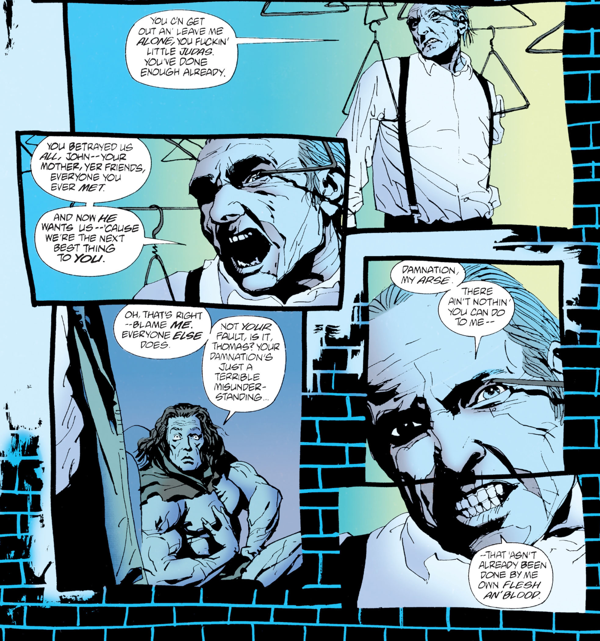 YOU C'N GET
OUT AN' LEAVE ME
ALONE, YOU FUCKIN'
LITTLE JUDAS.
YOU'VE DONE
ENOUGH ALREADY.
YOU BETRAYED US
ALL, JOHN--YOUR
MOTHER, YER FRIENDS,
EVERYONE YOU
EVER MET.
AND NOW HE
WANTS US--'CAUSE
WE'RE THE NEXT
BEST THING
TO YOU.
OH, THAT'S RIGHT
--BLAME ME.
EVERYONE ELSE
DOES.
NOT YOUR
FAULT, IS IT,
THOMAS? YOUR
DAMNATION'S
JUST A
TERRIBLE
MISUNDER-
STANDING...
DAMNATION,
MY ARSE.
THERE
AIN'T NOTHIN'
YOU CAN DO
TO ME--
--THAT 'ASN'T
ALREADY BEEN
DONE BY ME
OWN FLESH
AN' BLOOD.